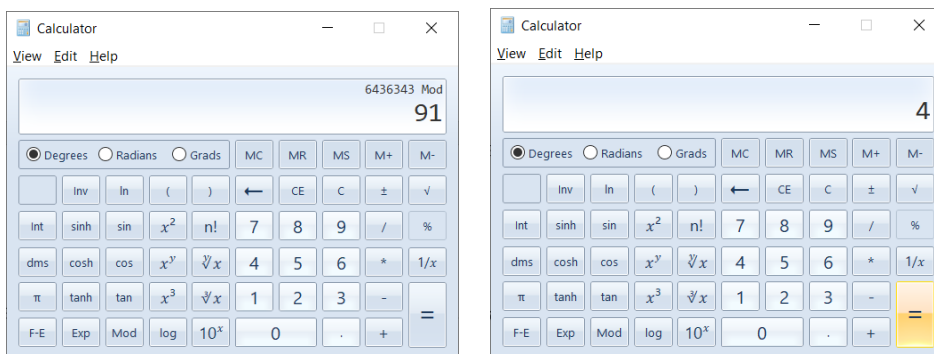 Calculator
View Edit Help
6436343 Mod
91
Degrees Radians Grads MC MR MS M+ M-
Inv ln ( ) ← CE C ± √
Int sinh sin x² n! 7 8 9 / %
dms cosh cos xʸ ʸ√x 4 5 6 * 1/x
π tanh tan x³ ³√x 1 2 3 - =
F-E Exp Mod log 10ˣ 0 . +
Calculator
View Edit Help
4
Degrees Radians Grads MC MR MS M+ M-
Inv ln ( ) ← CE C ± √
Int sinh sin x² n! 7 8 9 / %
dms cosh cos xʸ ʸ√x 4 5 6 * 1/x
π tanh tan x³ ³√x 1 2 3 - =
F-E Exp Mod log 10ˣ 0 . +